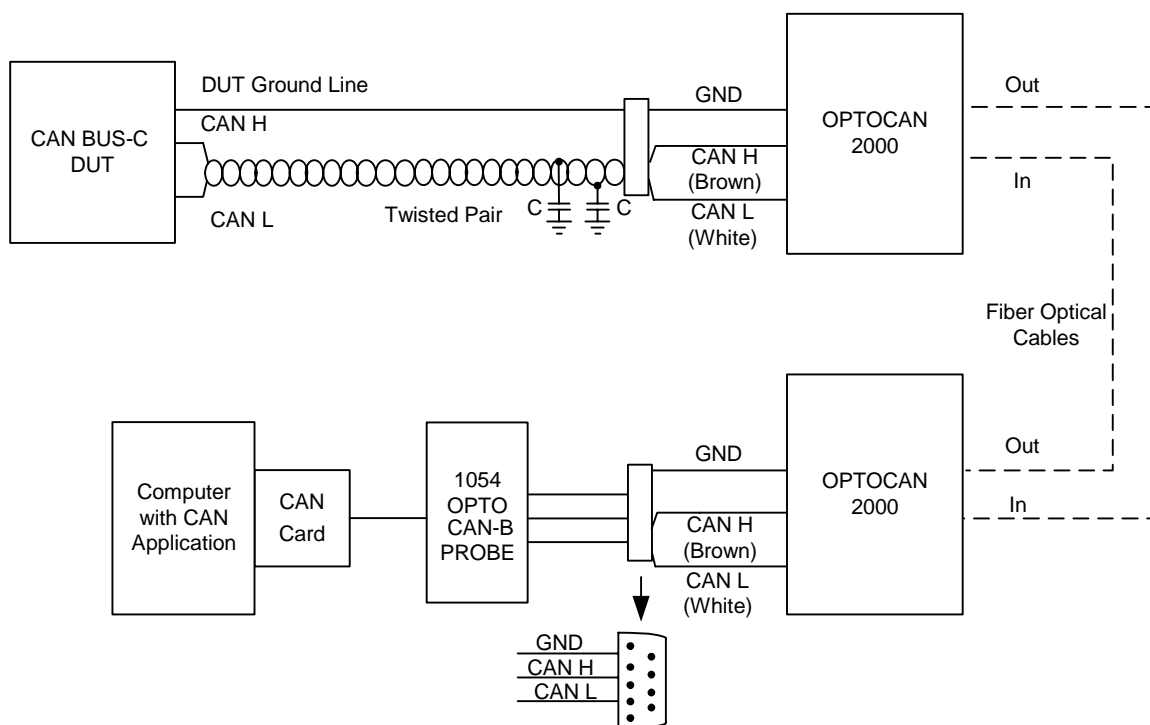 DUT Ground Line
GND
Out
CAN BUS-C
DUT
CAN H
OPTOCAN
2000
CAN H
(Brown)
In
CAN L
Twisted Pair
C
C
CAN L
(White)
Fiber Optical
Cables
GND
Out
Computer
with CAN
Application
CAN
Card
1054
OPTO
CAN-B
PROBE
OPTOCAN
2000
CAN H
(Brown)
In
CAN L
(White)
GND
CAN H
CAN L